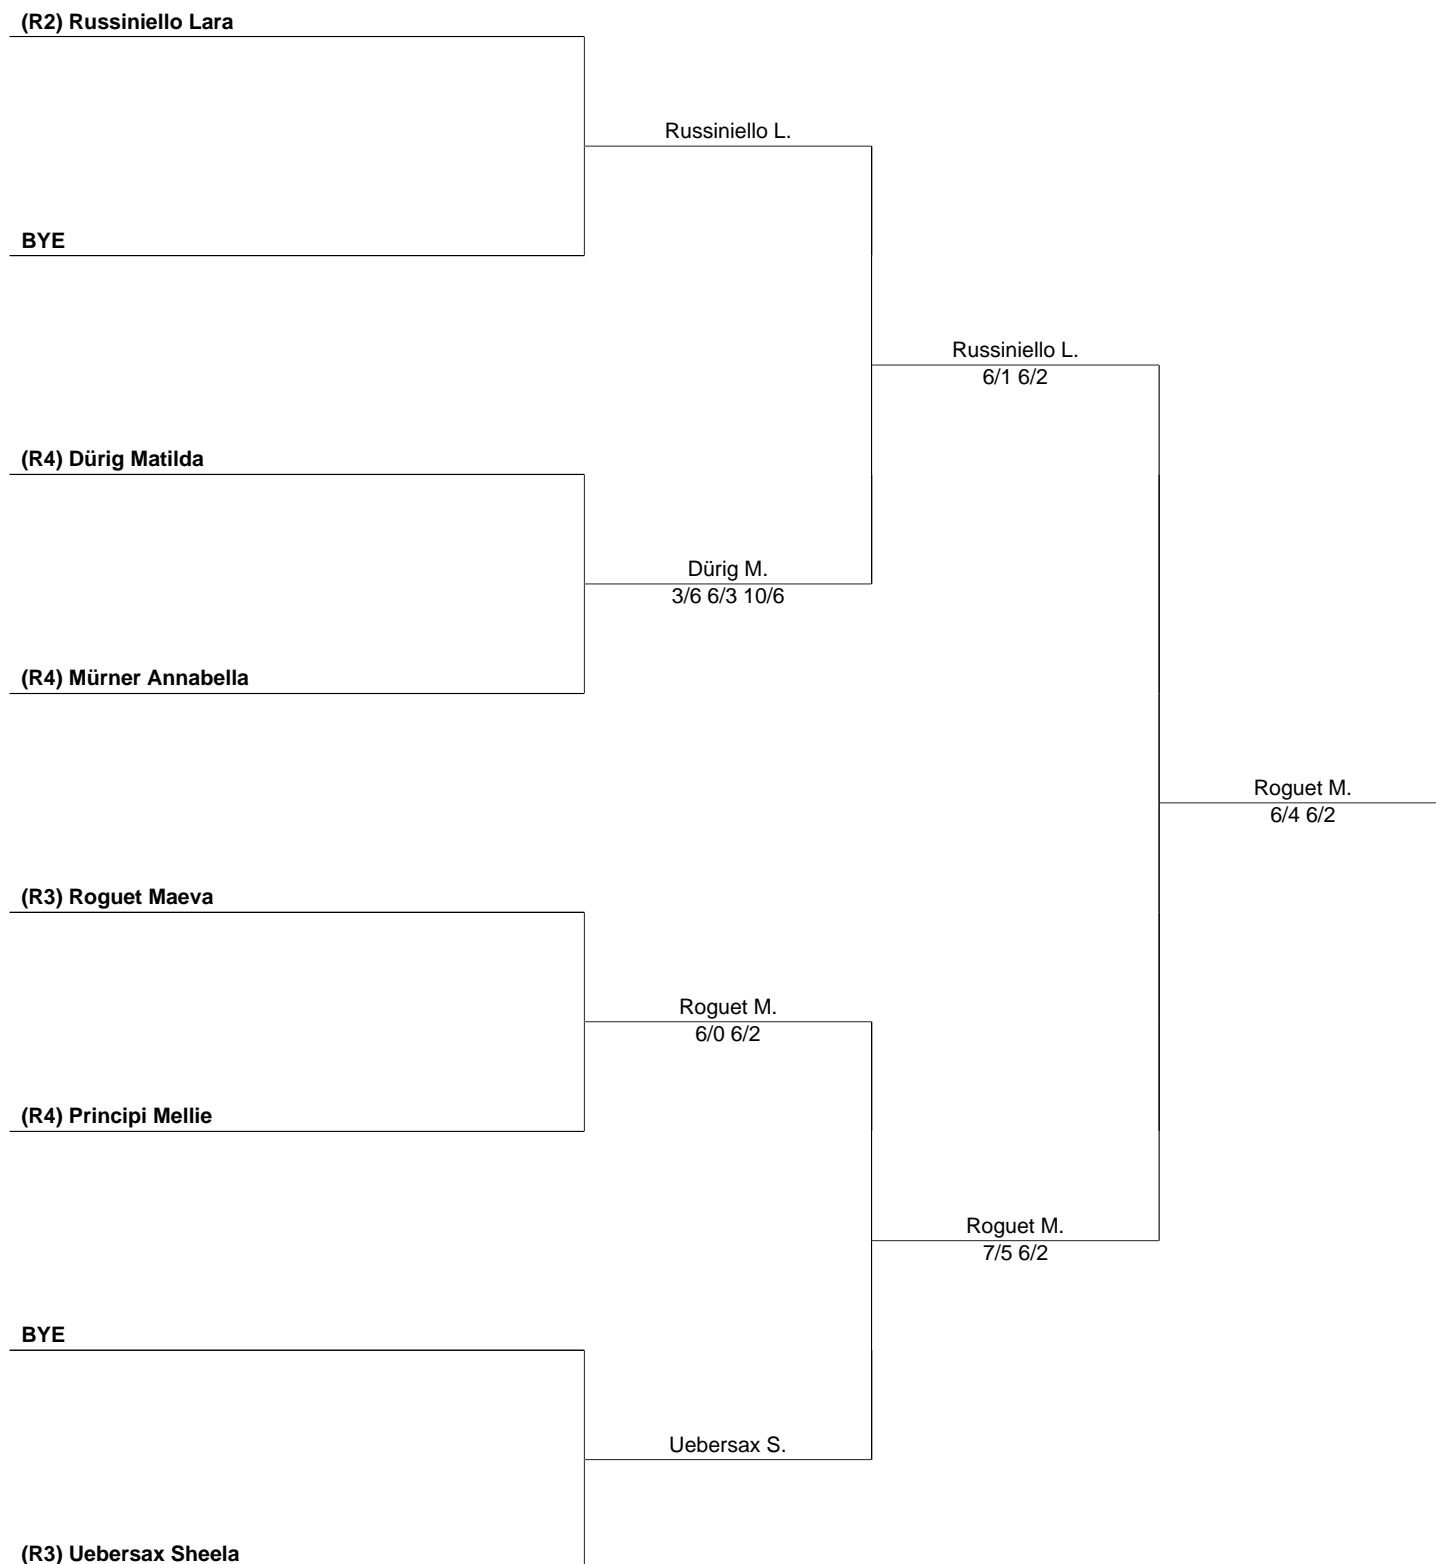 (R2) Russiniello Lara
Russiniello L.
BYE
Russiniello L.
6/1 6/2
(R4) Dürig Matilda
Dürig M.
3/6 6/3 10/6
(R4) Mürner Annabella
Roguet M.
6/4 6/2
(R3) Roguet Maeva
Roguet M.
6/0 6/2
(R4) Principi Mellie
Roguet M.
7/5 6/2
BYE
Uebersax S.
(R3) Uebersax Sheela